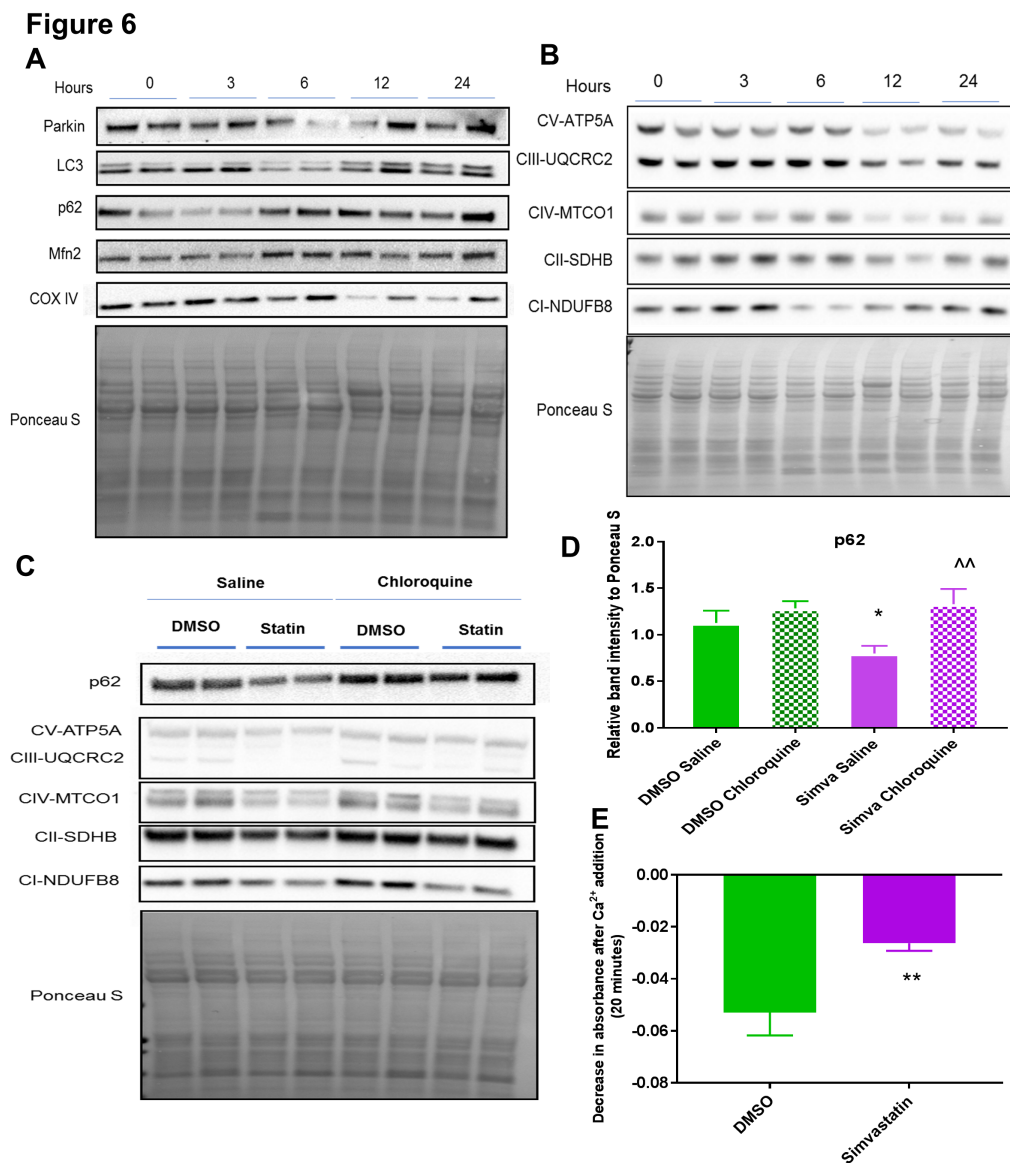 Figure 6
A
Hours 0 3 6 12 24
Parkin
LC3
p62
Mfn2
COX IV
Ponceau S
B
Hours 0 3 6 12 24
CV-ATP5A
CIII-UQCRC2
CIV-MTCO1
CII-SDHB
CI-NDUFB8
Ponceau S
C
Saline Chloroquine
DMSO Statin DMSO Statin
p62
CV-ATP5A
CIII-UQCRC2
CIV-MTCO1
CII-SDHB
CI-NDUFB8
Ponceau S
D
p62
Relative band intensity to Ponceau S
2.0
1.5
1.0
0.5
0.0
*
^^
DMSO Saline
DMSO Chloroquine
Simva Saline
Simva Chloroquine
E
Decrease in absorbance after Ca²⁺ addition
(20 minutes)
0.00
-0.02
-0.04
-0.06
-0.08
**
DMSO
Simvastatin